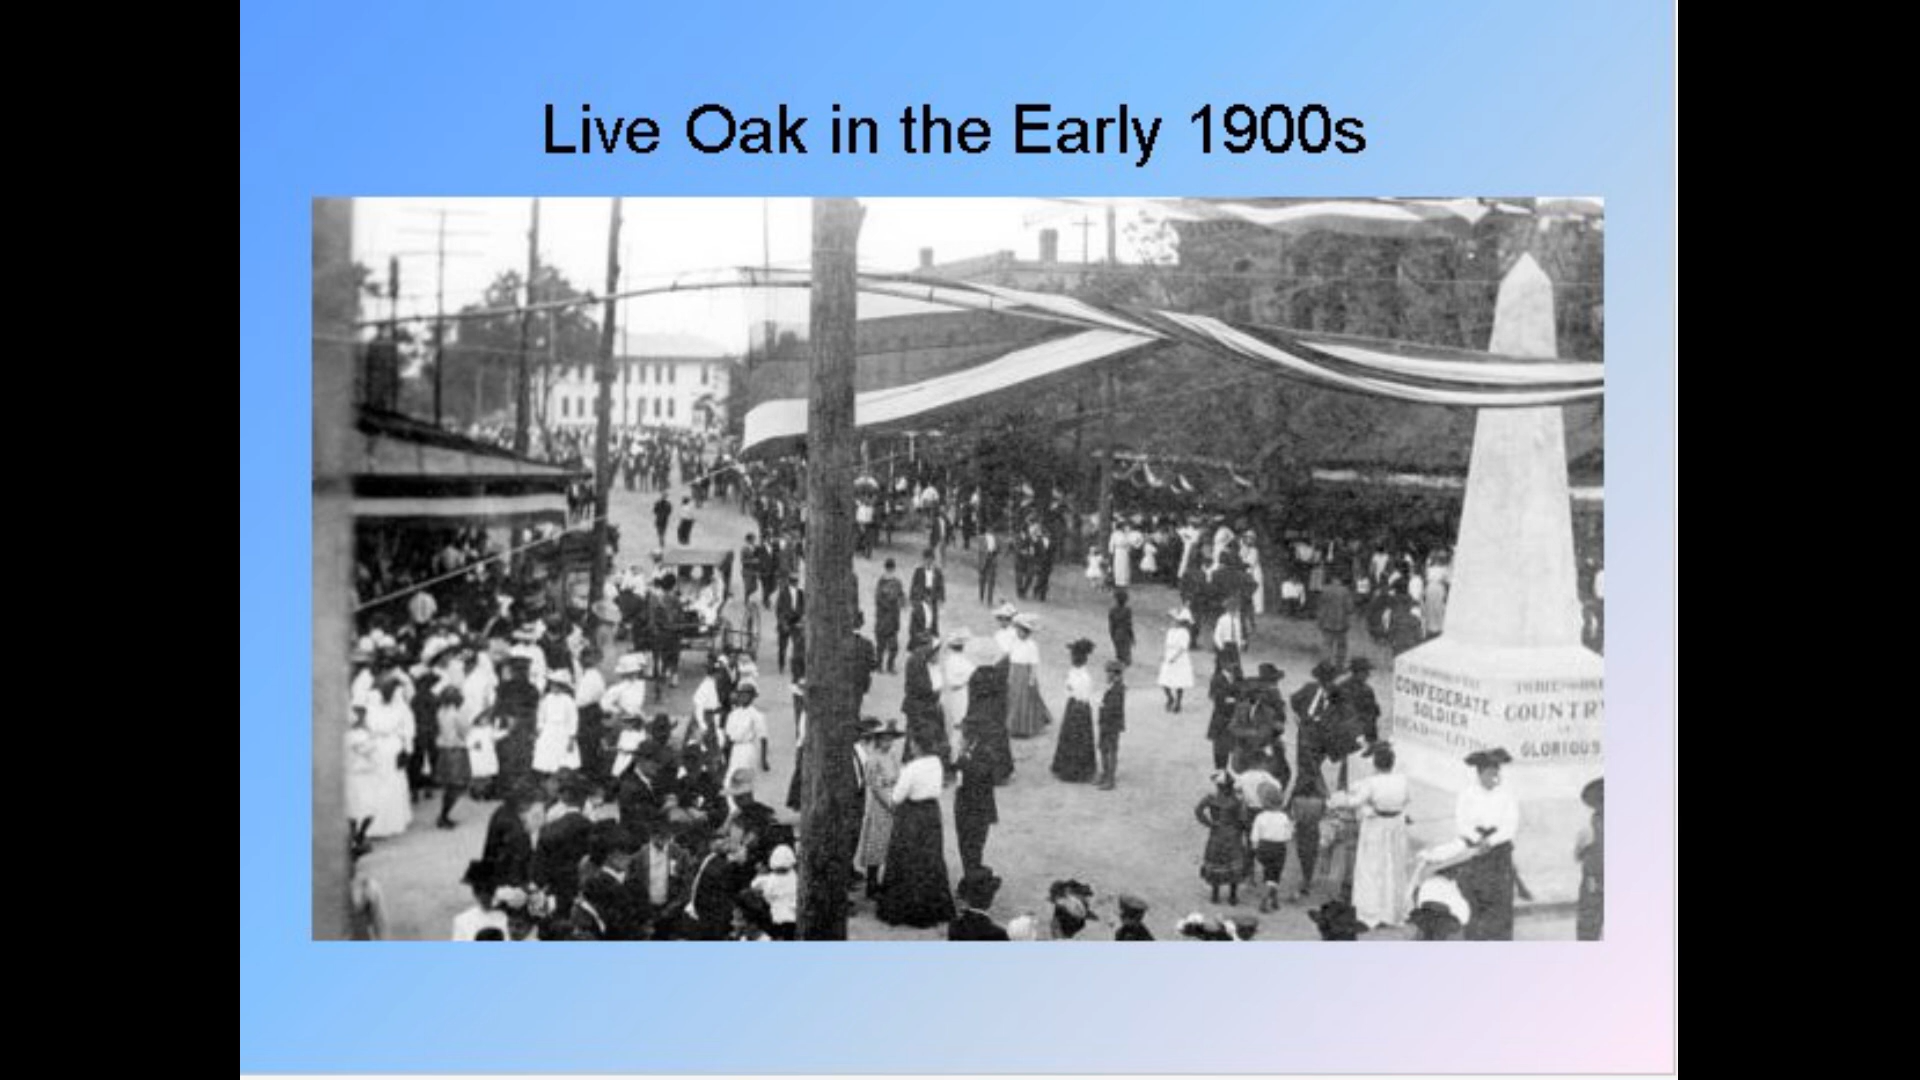 Live Oak in the Early 1900s
CONFEDERATE
SOLDIER
COUNTRY
GLORIOUS